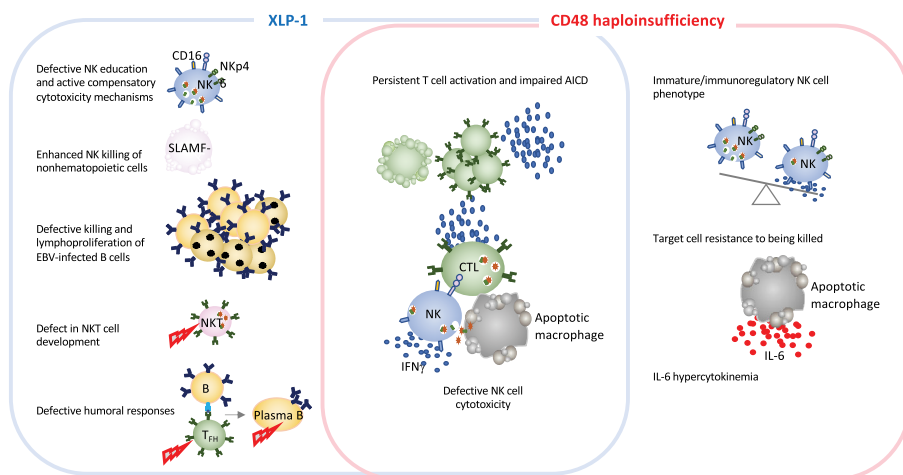 XLP-1
CD48 haploinsufficiency
Defective NK education
and active compensatory
cytotoxicity mechanisms
CD16
NKp4
6
NK
Enhanced NK killing of
nonhematopoietic cells
SLAMF-
Defective killing and
lymphoproliferation of
EBV-infected B cells
Defect in NKT cell
development
NKT
Defective humoral responses
B
TFH
Plasma B
Persistent T cell activation and impaired AICD
CTL
NK
Apoptotic
macrophage
IFNγ
Defective NK cell
cytotoxicity
Immature/immunoregulatory NK cell
phenotype
NK
NK
Target cell resistance to being killed
Apoptotic
macrophage
IL-6
IL-6 hypercytokinemia